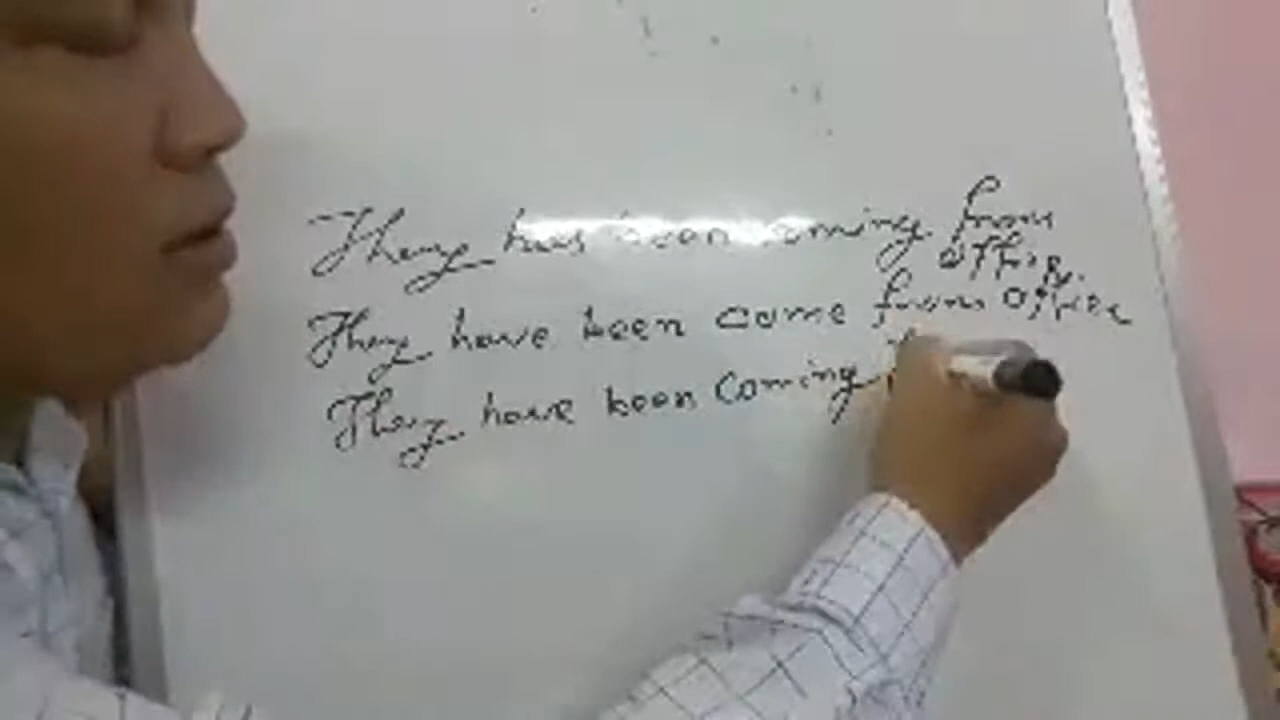 They has been coming from
office.
They have been come from office
They have been coming